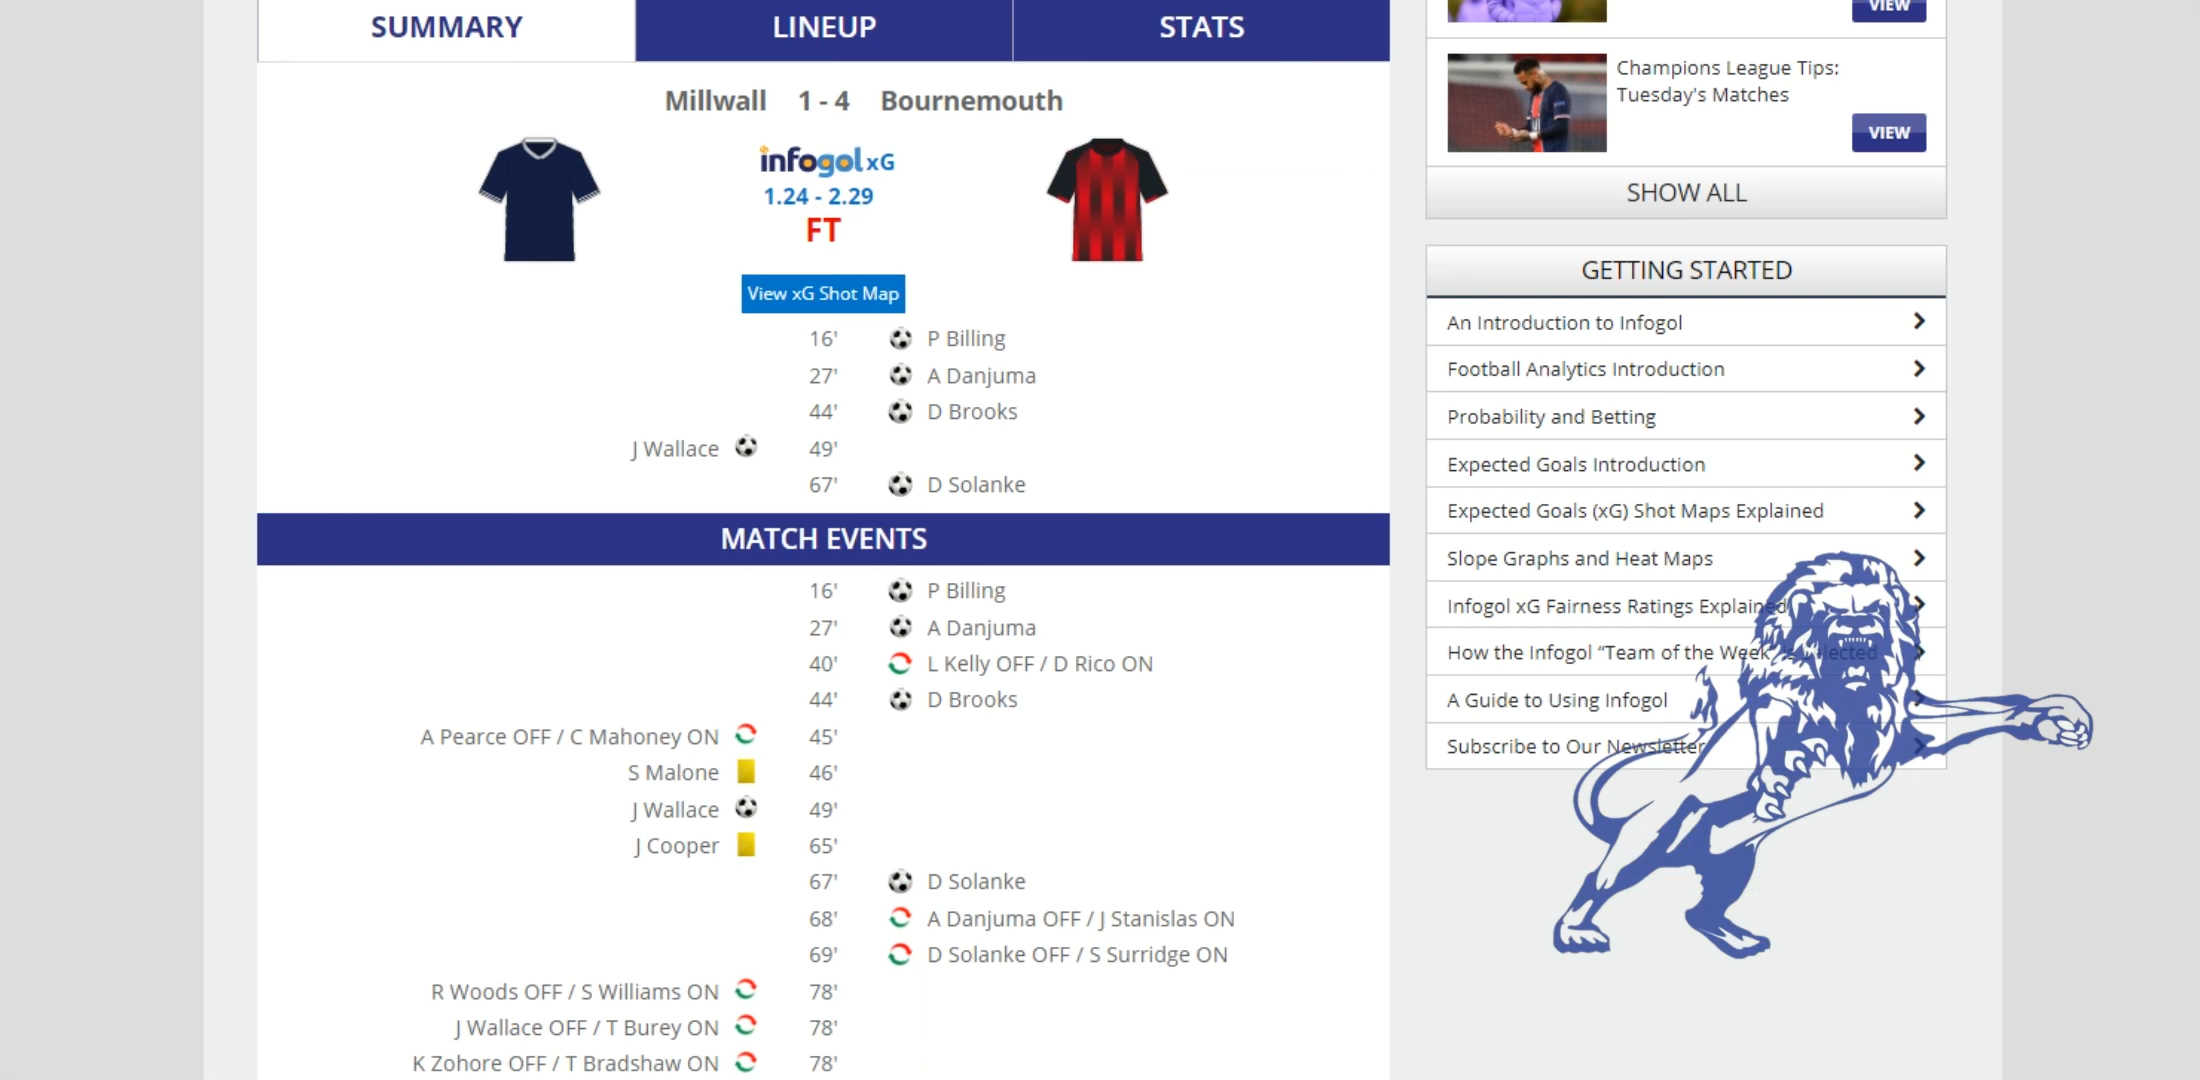 SUMMARY LINEUP STATS
Millwall 1 - 4 Bournemouth
infogol xG
1.24 - 2.29
FT
View xG Shot Map
16' P Billing
27' A Danjuma
44' D Brooks
J Wallace 49'
67' D Solanke
MATCH EVENTS
16' P Billing
27' A Danjuma
40' L Kelly OFF / D Rico ON
44' D Brooks
A Pearce OFF / C Mahoney ON 45'
S Malone 46'
J Wallace 49'
J Cooper 65'
67' D Solanke
68' A Danjuma OFF / J Stanislas ON
69' D Solanke OFF / S Surridge ON
R Woods OFF / S Williams ON 78'
J Wallace OFF / T Burey ON 78'
K Zohore OFF / T Bradshaw ON 78'
VIEW
Champions League Tips:
Tuesday's Matches
VIEW
SHOW ALL
GETTING STARTED
An Introduction to Infogol
Football Analytics Introduction
Probability and Betting
Expected Goals Introduction
Expected Goals (xG) Shot Maps Explained
Slope Graphs and Heat Maps
Infogol xG Fairness Ratings Explained
How the Infogol “Team of the Week”
A Guide to Using Infogol
Subscribe to Our Newsletter